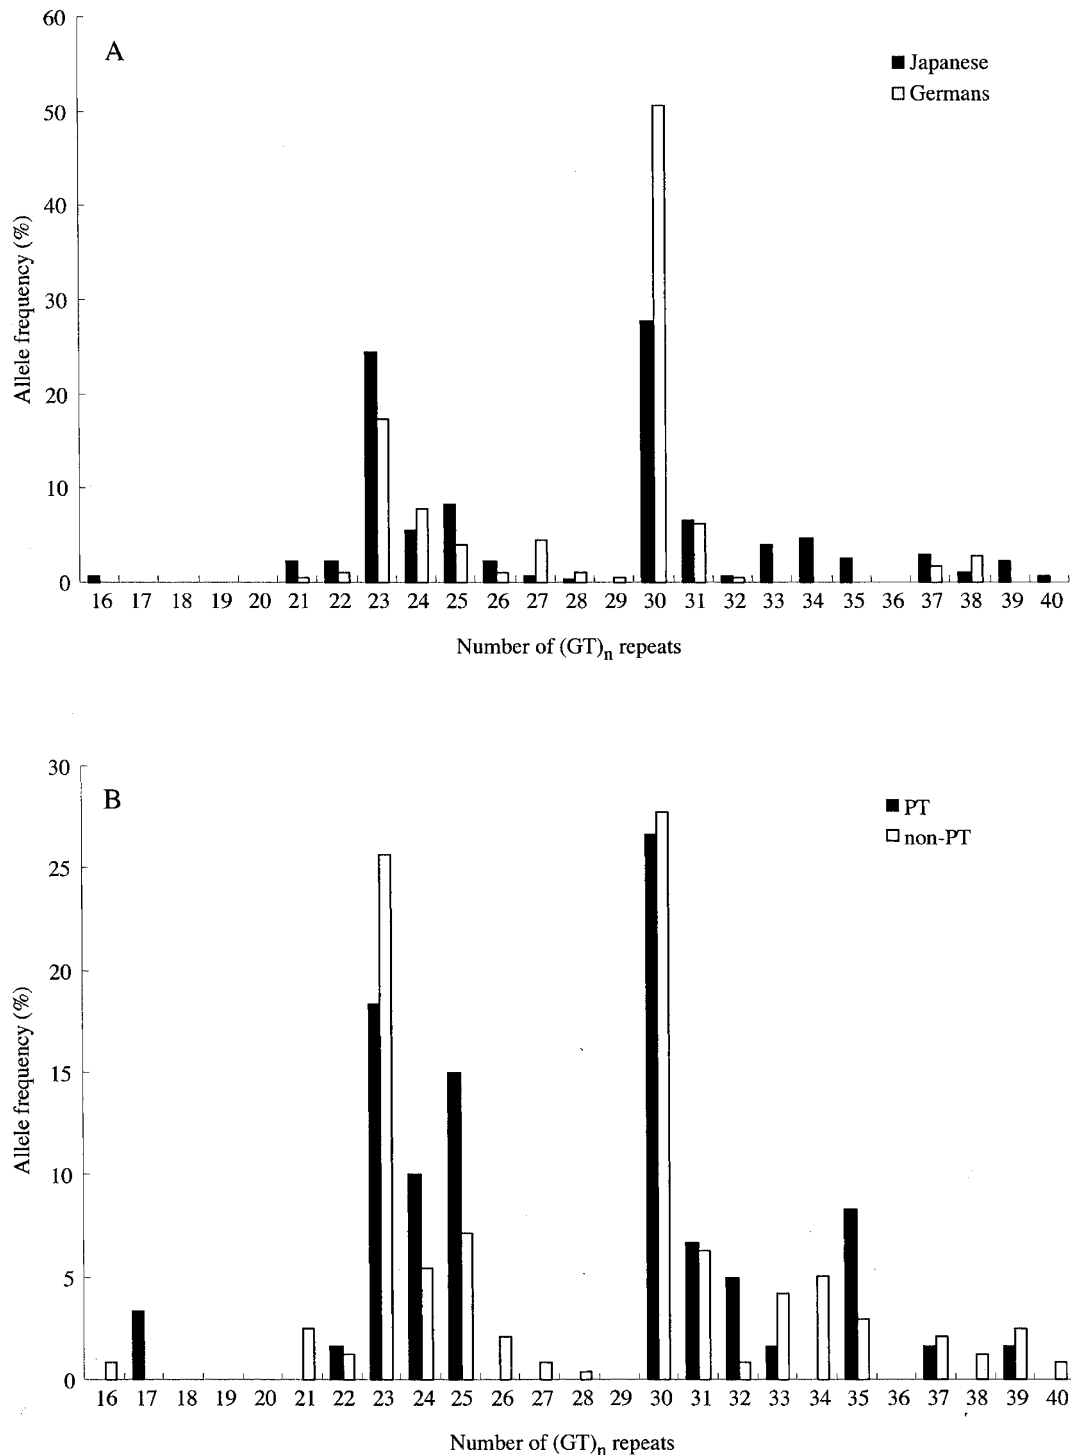 A
Japanese
Germans
60
50
40
30
20
10
0
Allele frequency (%)
16 17 18 19 20 21 22 23 24 25 26 27 28 29 30 31 32 33 34 35 36 37 38 39 40
Number of (GT)n repeats
B
PT
non-PT
30
25
20
15
10
5
0
Allele frequency (%)
16 17 18 19 20 21 22 23 24 25 26 27 28 29 30 31 32 33 34 35 36 37 38 39 40
Number of (GT)n repeats